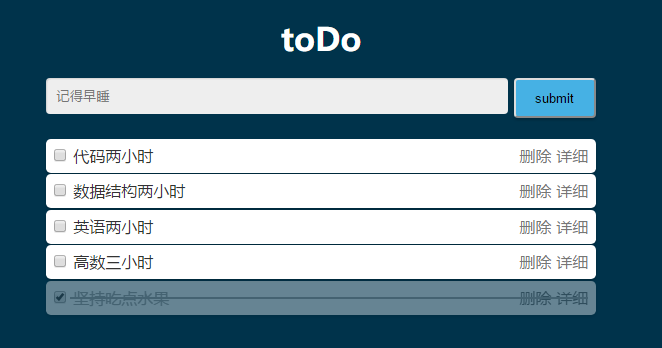 toDo
记得早睡
submit
代码两小时 删除 详细
数据结构两小时 删除 详细
英语两小时 删除 详细
高数三小时 删除 详细
坚持吃点水果 删除 详细